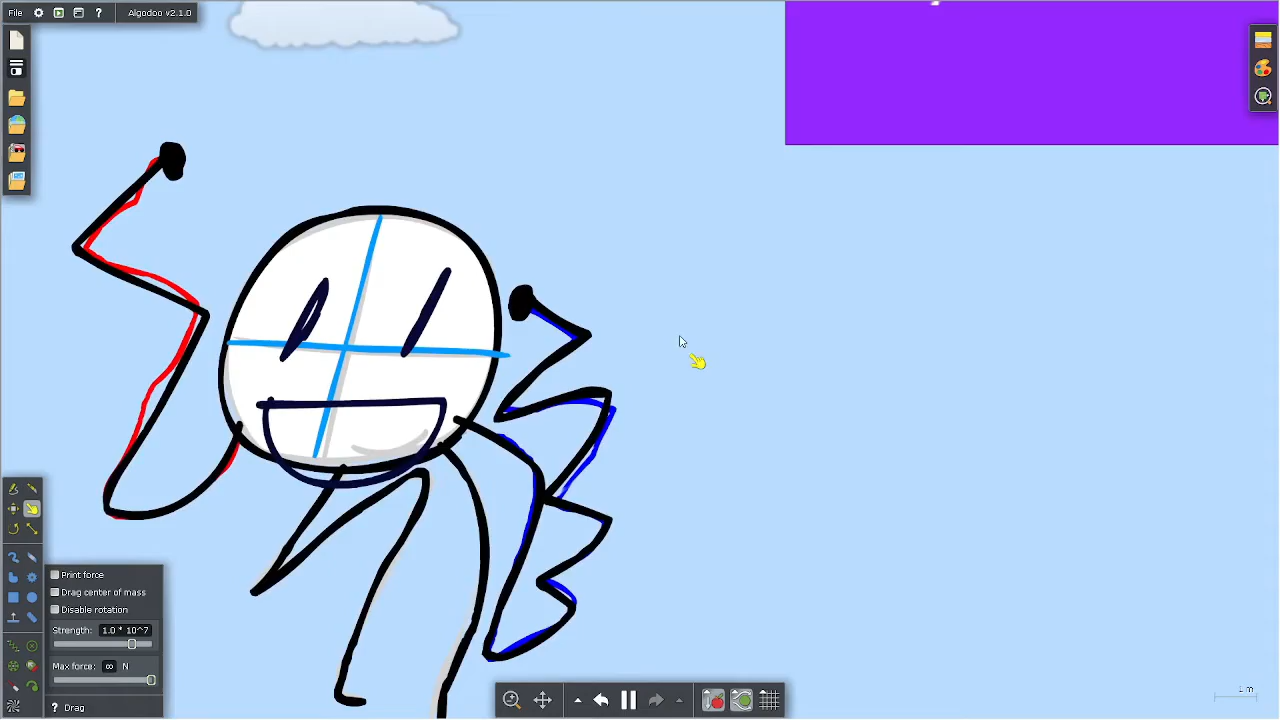 File ? Algodoo v2.1.0
Print force
Drag center of mass
Disable rotation
Strength: 1.0 * 10^7
Max force: ∞ N
? Drag
1 m